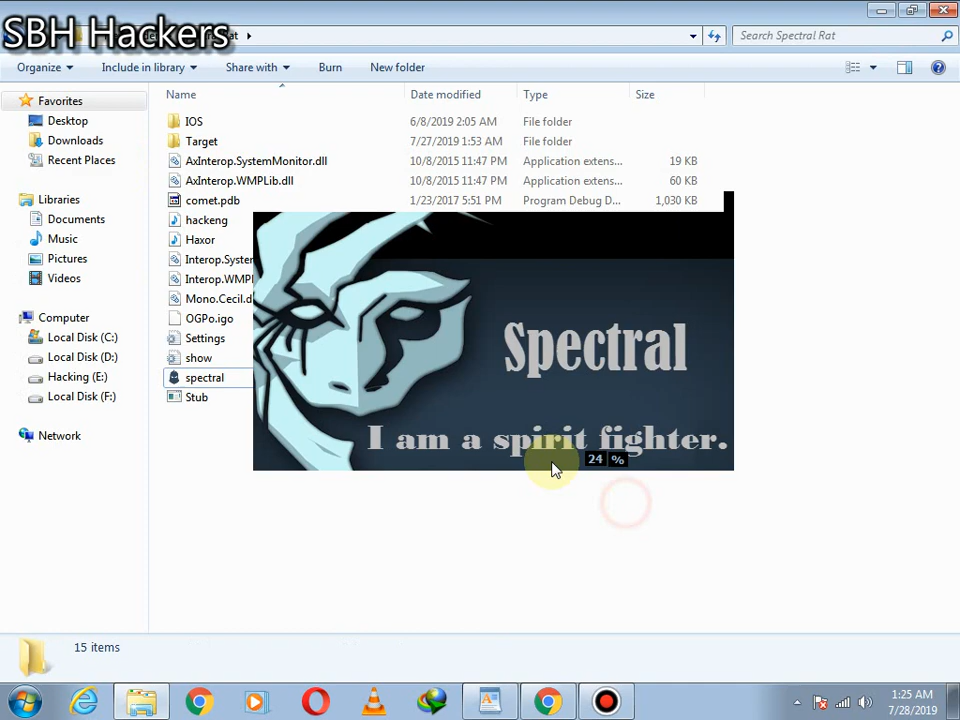 SBH Hackers
Search Spectral Rat
Organize
Include in library
Share with
Burn
New folder
Name
Date modified
Type
Size
Favorites
Desktop
Downloads
Recent Places
Libraries
Documents
Music
Pictures
Videos
Computer
Local Disk (C:)
Local Disk (D:)
Hacking (E:)
Local Disk (F:)
Network
IOS 6/8/2019 2:05 AM File folder
Target 7/27/2019 1:53 AM File folder
AxInterop.SystemMonitor.dll 10/8/2015 11:47 PM Application extens... 19 KB
AxInterop.WMPLib.dll 10/8/2015 11:47 PM Application extens... 60 KB
comet.pdb 1/23/2017 5:51 PM Program Debug D... 1,030 KB
hackeng
Haxor
Interop.Syster
Interop.WMPL
Mono.Cecil.d
OGPo.igo
Settings
show
spectral
Stub
Spectral
I am a spirit fighter.
24 %
15 items
1:25 AM
7/28/2019